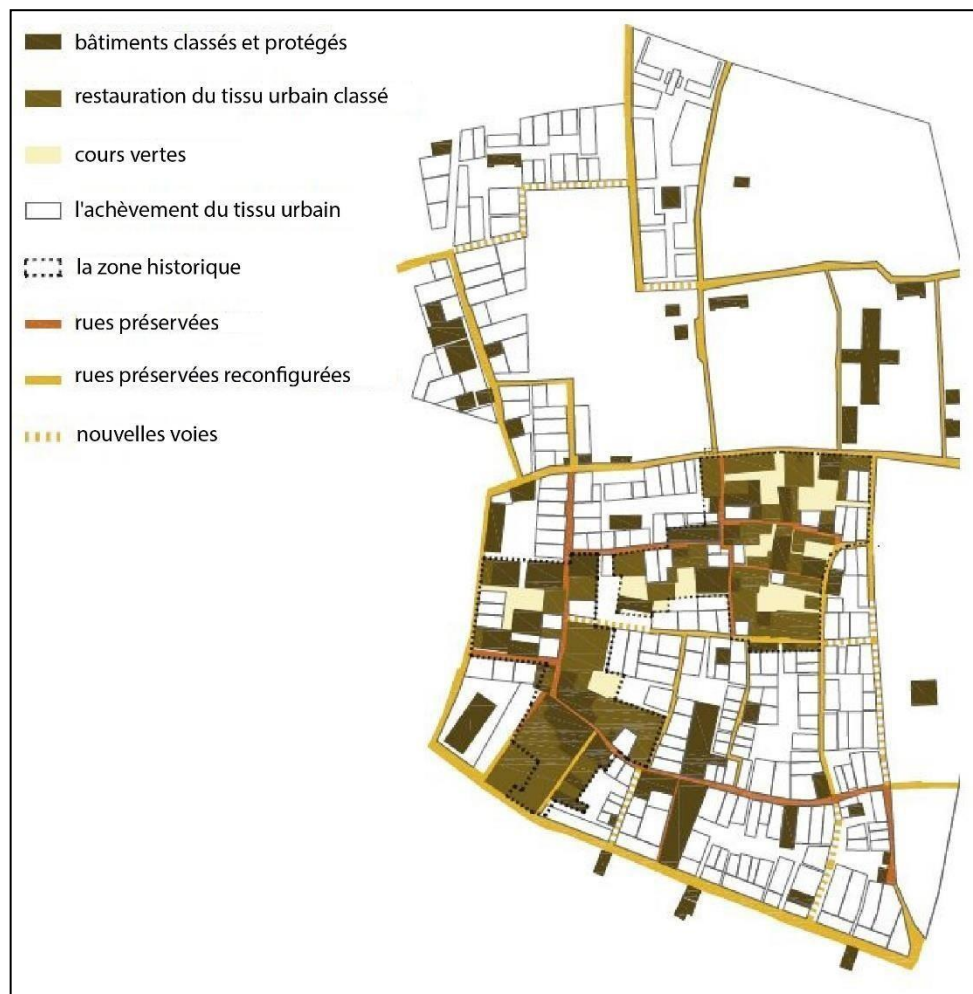 bâtiments classés et protégés
restauration du tissu urbain classé
cours vertes
l'achèvement du tissu urbain
la zone historique
rues préservées
rues préservées reconfigurées
nouvelles voies